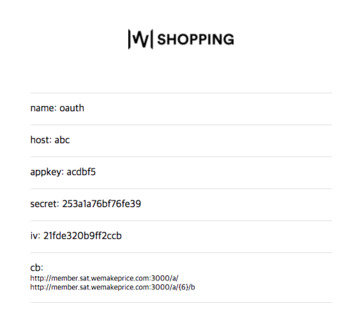 W SHOPPING
name: oauth
host: abc
appkey: acdbf5
secret: 253a1a76bf76fe39
iv: 21fde320b9ff2ccb
cb:
http://member.sat.wemakeprice.com:3000/a/
http://member.sat.wemakeprice.com:3000/a/{6}/b